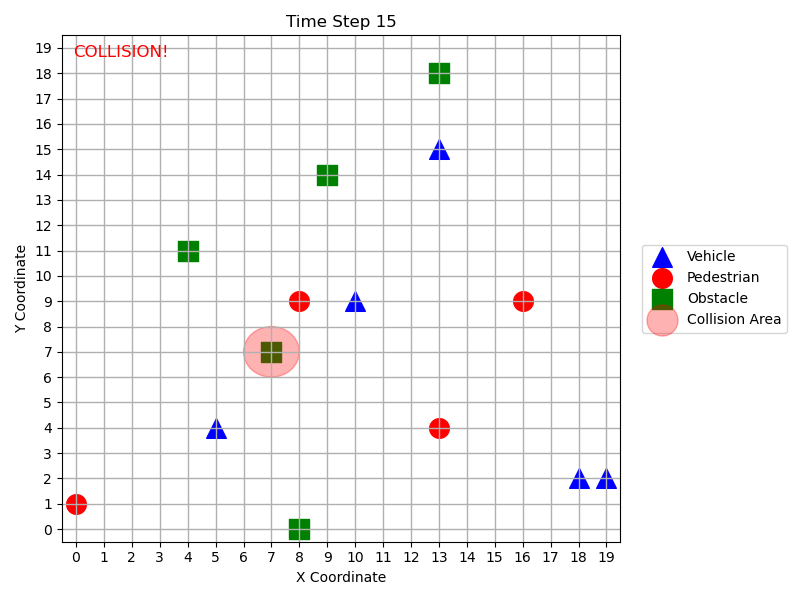 Time Step 15
COLLISION!
Y Coordinate
19
18
17
16
15
14
13
12
11
10
9
8
7
6
5
4
3
2
1
0
0 1 2 3 4 5 6 7 8 9 10 11 12 13 14 15 16 17 18 19
X Coordinate
Vehicle
Pedestrian
Obstacle
Collision Area